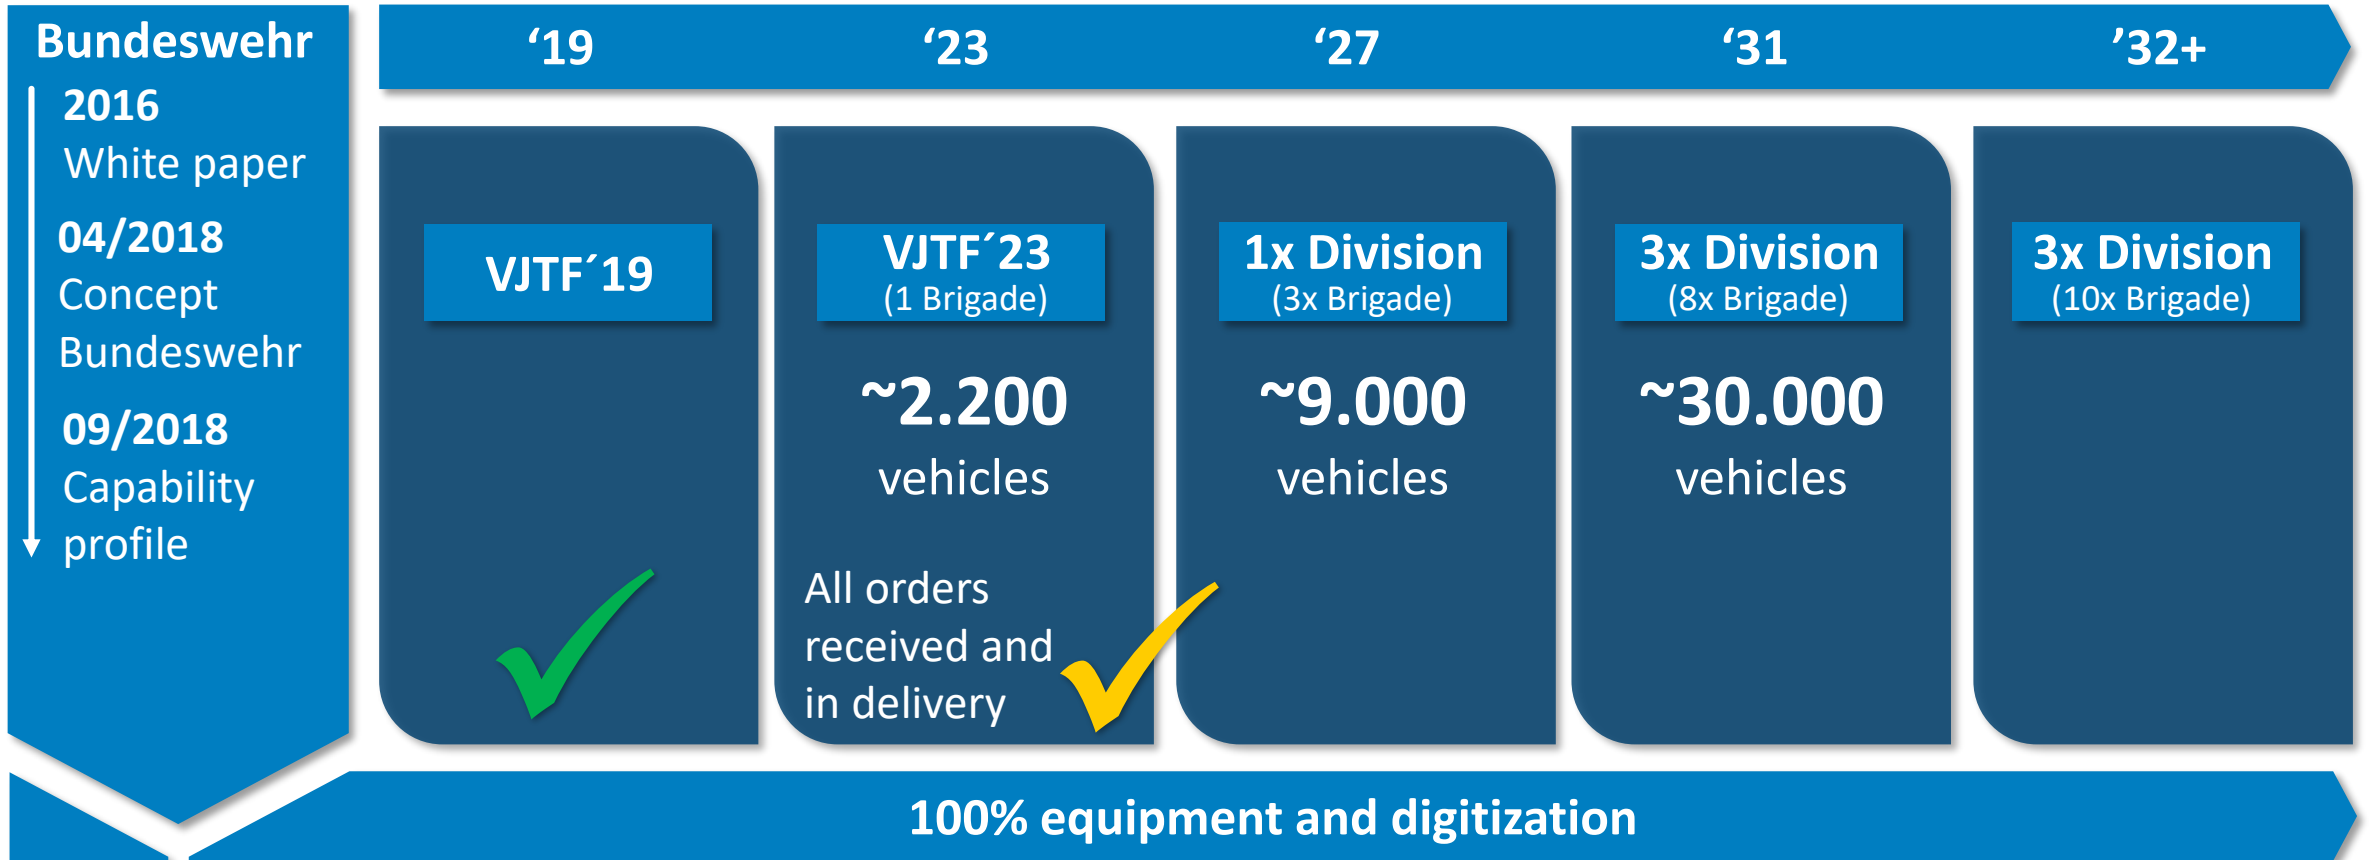 Bundeswehr
2016
White paper
04/2018
Concept
Bundeswehr
09/2018
Capability
profile
‘19
‘23
‘27
‘31
’32+
VJTF´19
VJTF´23
(1 Brigade)
~2.200
vehicles
All orders
received and
in delivery
1x Division
(3x Brigade)
~9.000
vehicles
3x Division
(8x Brigade)
~30.000
vehicles
3x Division
(10x Brigade)
100% equipment and digitization